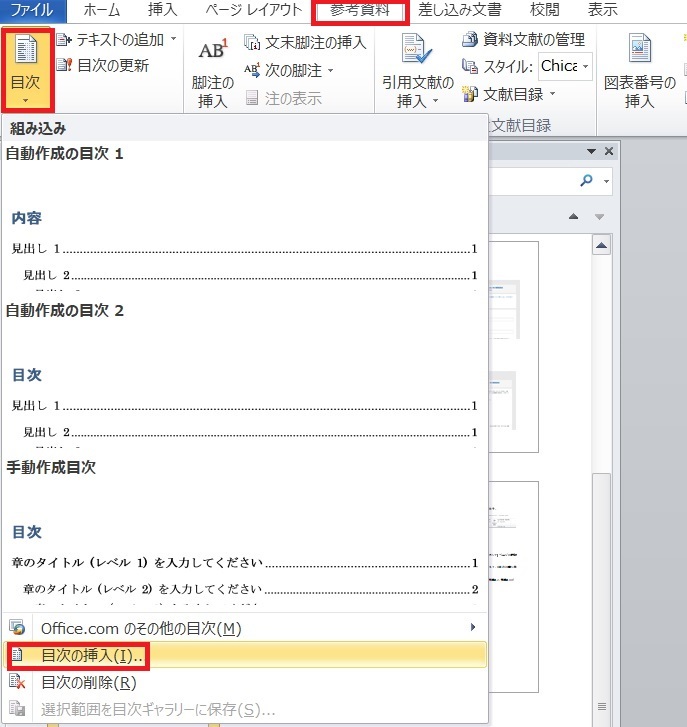 ファイル ホーム 挿入 ページ レイアウト 参考資料 差し込み文書 校閲 表示
目次
テキストの追加
目次の更新
AB1
脚注の
挿入
文末脚注の挿入
次の脚注
注の表示
引用文献の
挿入
資料文献の管理
スタイル: Chica
文献目録
図表番号の
挿入
文献目録
組み込み
自動作成の目次 1
内容
見出し 1 1
見出し 2 1
自動作成の目次 2
目次
見出し 1 1
見出し 2 1
手動作成目次
目次
章のタイトル (レベル 1) を入力してください 1
章のタイトル (レベル 2) を入力してください 2
Office.com のその他の目次(M)
目次の挿入(I)...
目次の削除(R)
選択範囲を目次ギャラリーに保存(S)...